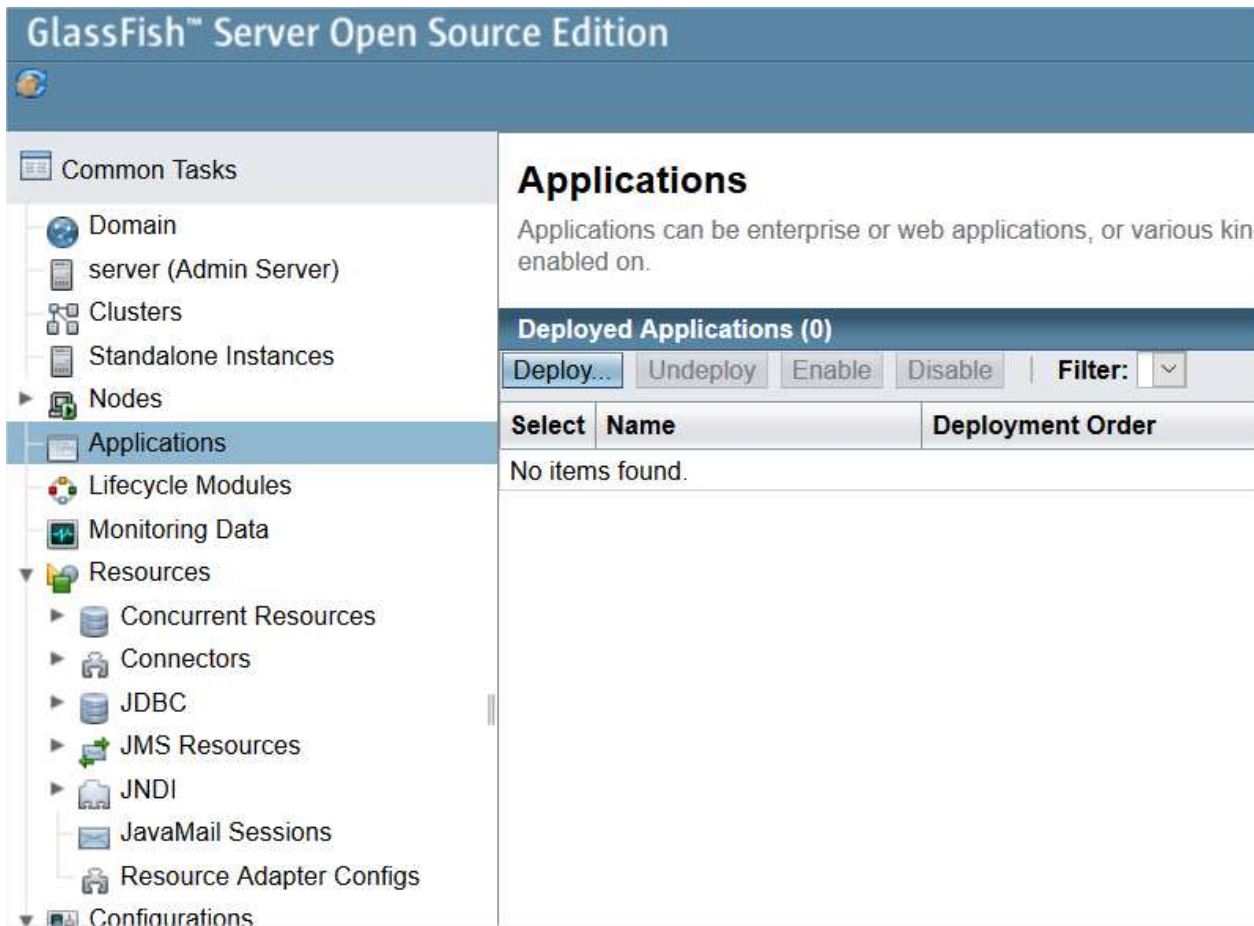 GlassFish™ Server Open Source Edition
Common Tasks
Domain
server (Admin Server)
Clusters
Standalone Instances
Nodes
Applications
Lifecycle Modules
Monitoring Data
Resources
Concurrent Resources
Connectors
JDBC
JMS Resources
JNDI
JavaMail Sessions
Resource Adapter Configs
Configurations
Applications
Applications can be enterprise or web applications, or various kin
enabled on.
Deployed Applications (0)
Deploy... Undeploy Enable Disable | Filter:
Select Name Deployment Order
No items found.